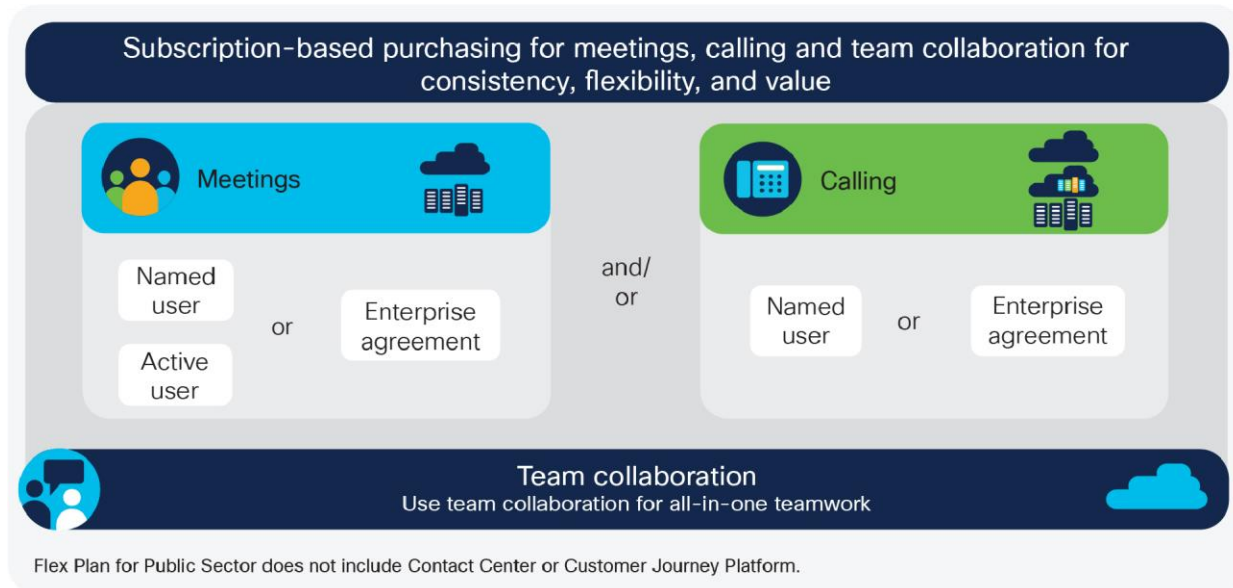 Subscription-based purchasing for meetings, calling and team collaboration for
consistency, flexibility, and value
Meetings
Named
user
Active
user
or
Enterprise
agreement
and/
or
Calling
Named
user
or
Enterprise
agreement
Team collaboration
Use team collaboration for all-in-one teamwork
Flex Plan for Public Sector does not include Contact Center or Customer Journey Platform.